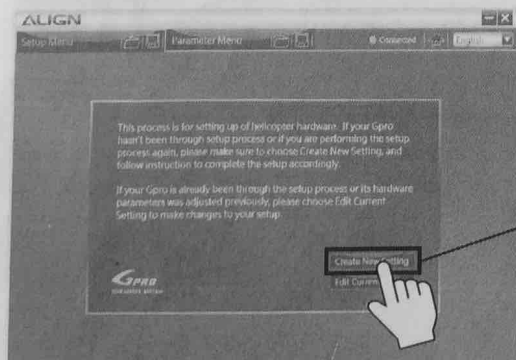 ALIGN
Setup Menu Parameter Menu Connected English
This process is for setting up of helicopter hardware. If your Gpro
hasn't been through setup process or if you are performing the setup
process again, please make sure to choose Create New Setting, and
follow instruction to complete the setup accordingly.
If your Gpro is already been through the setup process or its hardware
parameters was adjusted previously, please choose Edit Current
Setting to make changes to your setup.
Create New Setting
GPRO
Edit Current